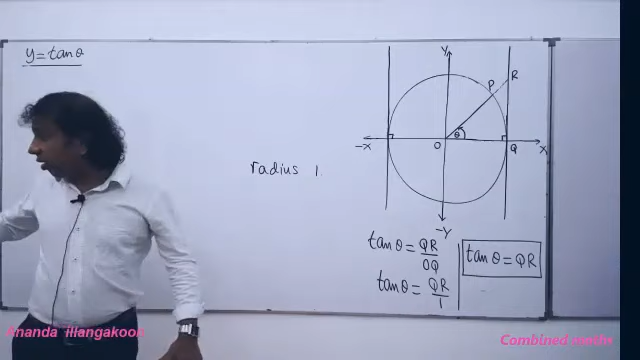 y = tanθ
Y
P
R
θ
-X
O
Q
X
radius 1.
-Y
tanθ = QR/OQ
tanθ = QR/1
tanθ = QR
Ananda Illangakoon
Combined maths